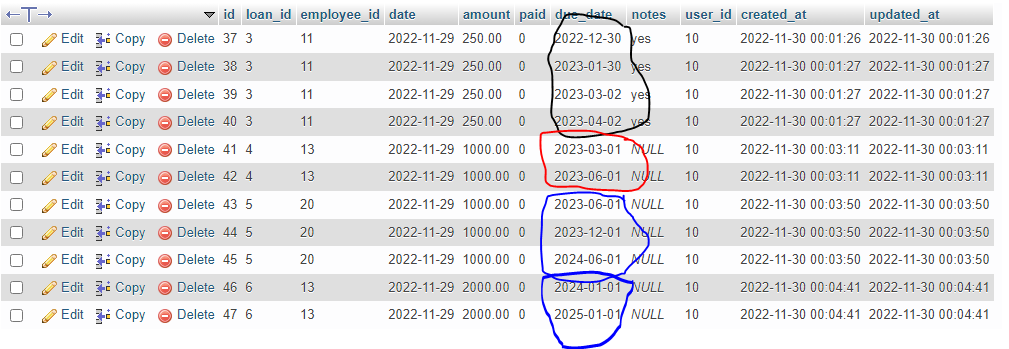 id loan_id employee_id date amount paid due_date notes user_id created_at updated_at
Edit Copy Delete 37 3 11 2022-11-29 250.00 0 2022-12-30 yes 10 2022-11-30 00:01:26 2022-11-30 00:01:26
Edit Copy Delete 38 3 11 2022-11-29 250.00 0 2023-01-30 yes 10 2022-11-30 00:01:27 2022-11-30 00:01:27
Edit Copy Delete 39 3 11 2022-11-29 250.00 0 2023-03-02 yes 10 2022-11-30 00:01:27 2022-11-30 00:01:27
Edit Copy Delete 40 3 11 2022-11-29 250.00 0 2023-04-02 yes 10 2022-11-30 00:01:27 2022-11-30 00:01:27
Edit Copy Delete 41 4 13 2022-11-29 1000.00 0 2023-03-01 NULL 10 2022-11-30 00:03:11 2022-11-30 00:03:11
Edit Copy Delete 42 4 13 2022-11-29 1000.00 0 2023-06-01 NULL 10 2022-11-30 00:03:11 2022-11-30 00:03:11
Edit Copy Delete 43 5 20 2022-11-29 1000.00 0 2023-06-01 NULL 10 2022-11-30 00:03:50 2022-11-30 00:03:50
Edit Copy Delete 44 5 20 2022-11-29 1000.00 0 2023-12-01 NULL 10 2022-11-30 00:03:50 2022-11-30 00:03:50
Edit Copy Delete 45 5 20 2022-11-29 1000.00 0 2024-06-01 NULL 10 2022-11-30 00:03:50 2022-11-30 00:03:50
Edit Copy Delete 46 6 13 2022-11-29 2000.00 0 2024-01-01 NULL 10 2022-11-30 00:04:41 2022-11-30 00:04:41
Edit Copy Delete 47 6 13 2022-11-29 2000.00 0 2025-01-01 NULL 10 2022-11-30 00:04:41 2022-11-30 00:04:41